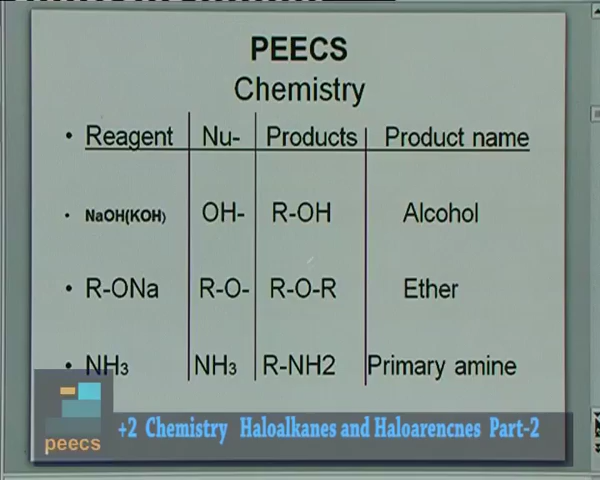 PEECS
Chemistry
• Reagent Nu- Products Product name
• NaOH(KOH) OH- R-OH Alcohol
• R-ONa R-O- R-O-R Ether
• NH3 NH3 R-NH2 Primary amine
peecs
+2 Chemistry Haloalkanes and Haloarencnes Part-2